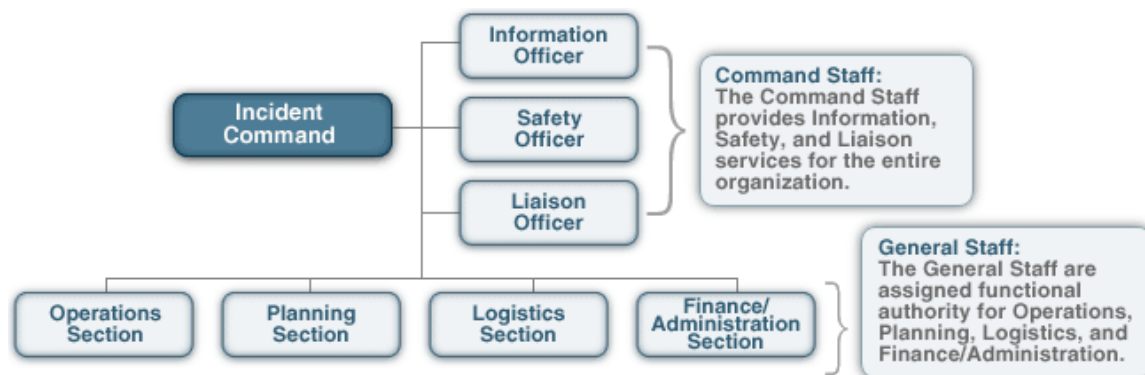 Information
Officer
Incident
Command
Safety
Officer
Liaison
Officer
Command Staff:
The Command Staff
provides Information,
Safety, and Liaison
services for the entire
organization.
Operations
Section
Planning
Section
Logistics
Section
Finance/
Administration
Section
General Staff:
The General Staff are
assigned functional
authority for Operations,
Planning, Logistics, and
Finance/Administration.